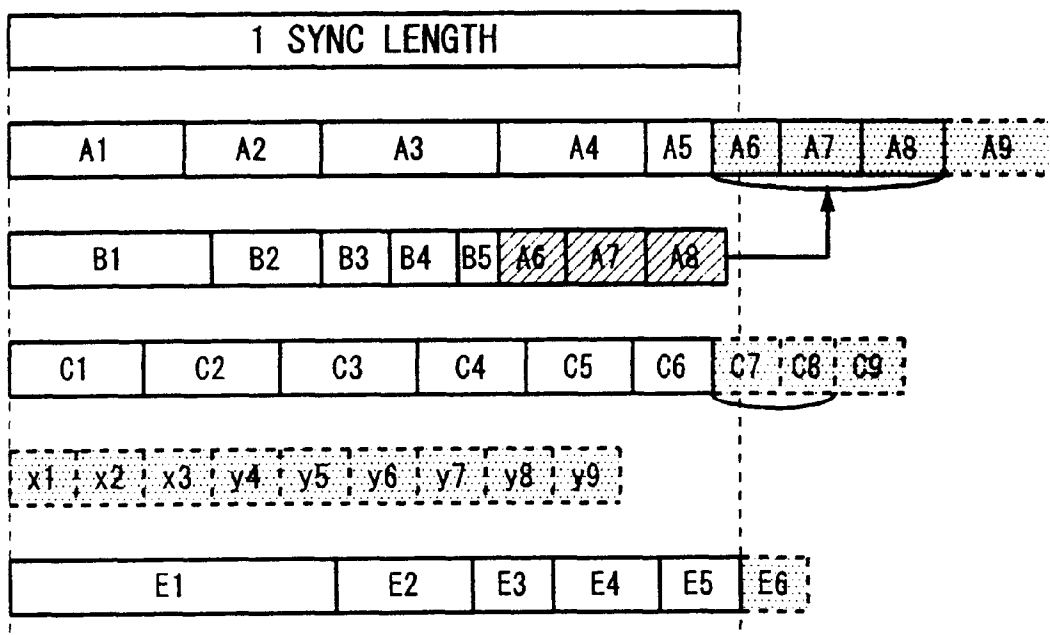 1 SYNC LENGTH
A1 A2 A3 A4 A5 A6 A7 A8 A9
B1 B2 B3 B4 B5 A6 A7 A8
C1 C2 C3 C4 C5 C6 C7 C8 C9
x1 x2 x3 y4 y5 y6 y7 y8 y9
E1 E2 E3 E4 E5 E6